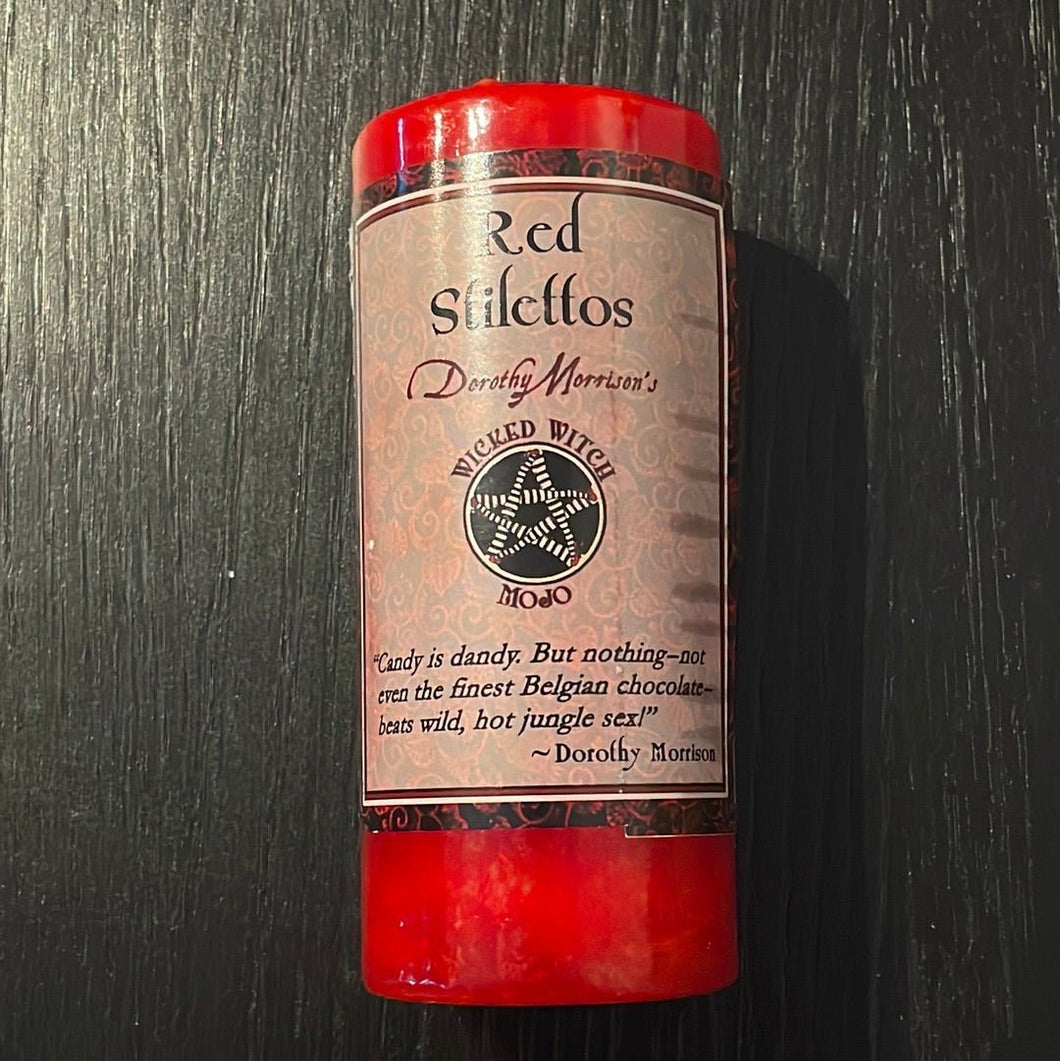 Red
Stilettos
Dorothy Morrison's
WICKED WITCH
MOJO
“Candy is dandy. But nothing–not
even the finest Belgian chocolate–
beats wild, hot jungle sex!”
~Dorothy Morrison